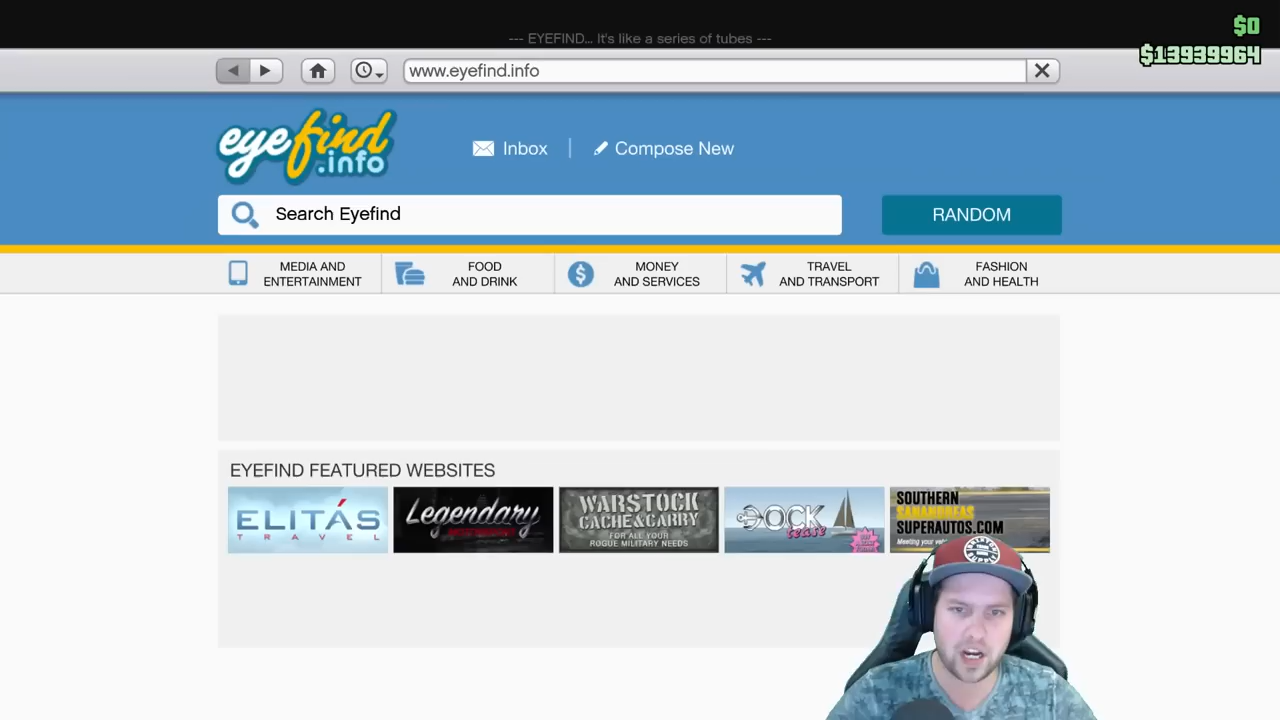 $0
--- EYEFIND... It's like a series of tubes ---
$13939964
www.eyefind.info
eyefind
.info
Inbox
Compose New
Search Eyefind
RANDOM
MEDIA AND
ENTERTAINMENT
FOOD
AND DRINK
MONEY
AND SERVICES
TRAVEL
AND TRANSPORT
FASHION
AND HEALTH
EYEFIND FEATURED WEBSITES
ELITÁS
TRAVEL
Legendary
WARSTOCK
CACHE&CARRY
FOR ALL YOUR
ROGUE MILITARY NEEDS
DOCK
tease
SOUTHERN
SANANDREAS
SUPERAUTOS.COM
Meeting your